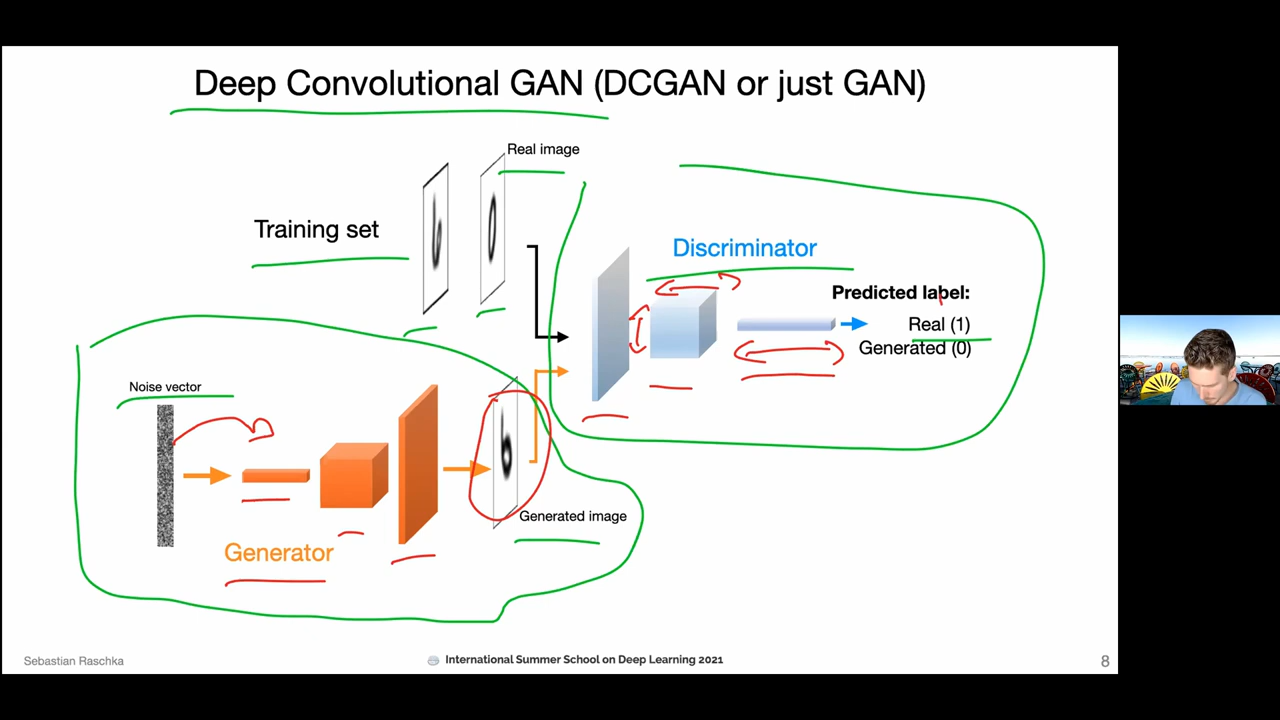 Deep Convolutional GAN (DCGAN or just GAN)
Real image
Training set
Discriminator
Predicted label:
Real (1)
Generated (0)
Noise vector
Generated image
Generator
Sebastian Raschka
International Summer School on Deep Learning 2021
8